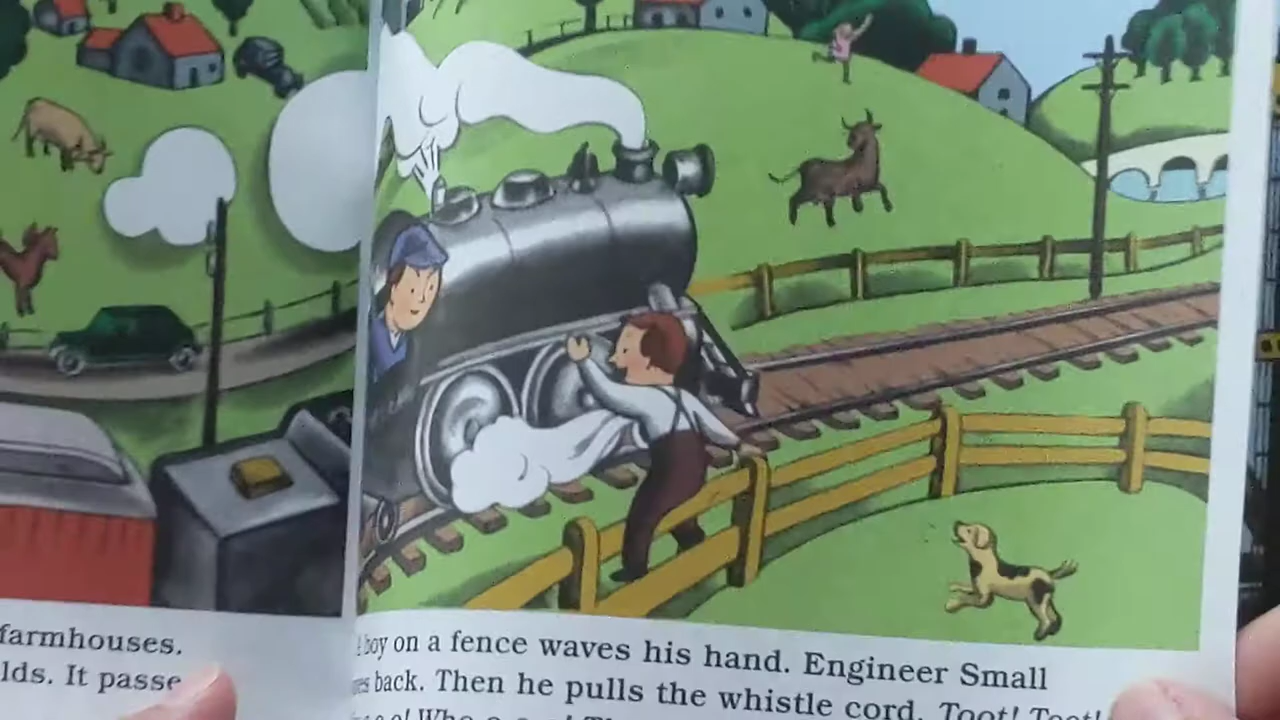 farmhouses.
lds. It passe
boy on a fence waves his hand. Engineer Small
es back. Then he pulls the whistle cord. Toot! Toot!